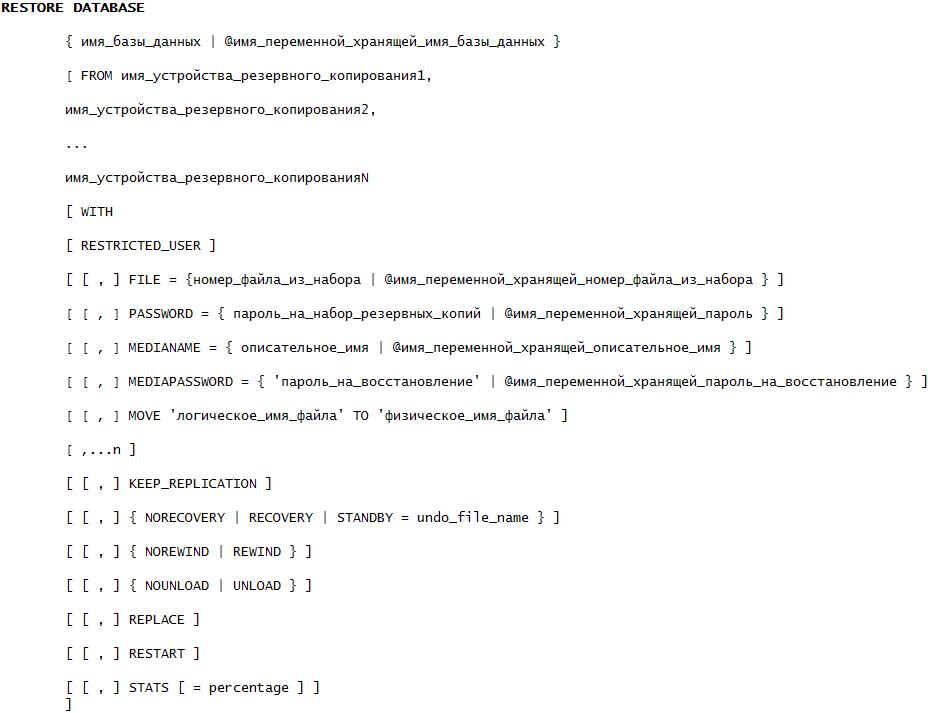 RESTORE DATABASE
{ имя_базы_данных | @имя_переменной_хранящей_имя_базы_данных }
[ FROM имя_устройства_резервного_копирования1,
имя_устройства_резервного_копирования2,
...
имя_устройства_резервного_копированияN
[ WITH
[ RESTRICTED_USER ]
[ [ , ] FILE = {номер_файла_из_набора | @имя_переменной_хранящей_номер_файла_из_набора } ]
[ [ , ] PASSWORD = { пароль_на_набор_резервных_копий | @имя_переменной_хранящей_пароль } ]
[ [ , ] MEDIANAME = { описательное_имя | @имя_переменной_хранящей_описательное_имя } ]
[ [ , ] MEDIAPASSWORD = { 'пароль_на_восстановление' | @имя_переменной_хранящей_пароль_на_восстановление } ]
[ [ , ] MOVE 'логическое_имя_файла' TO 'физическое_имя_файла' ]
[ ,...n ]
[ [ , ] KEEP_REPLICATION ]
[ [ , ] { NORECOVERY | RECOVERY | STANDBY = undo_file_name } ]
[ [ , ] { NOREWIND | REWIND } ]
[ [ , ] { NOUNLOAD | UNLOAD } ]
[ [ , ] REPLACE ]
[ [ , ] RESTART ]
[ [ , ] STATS [ = percentage ] ]
]